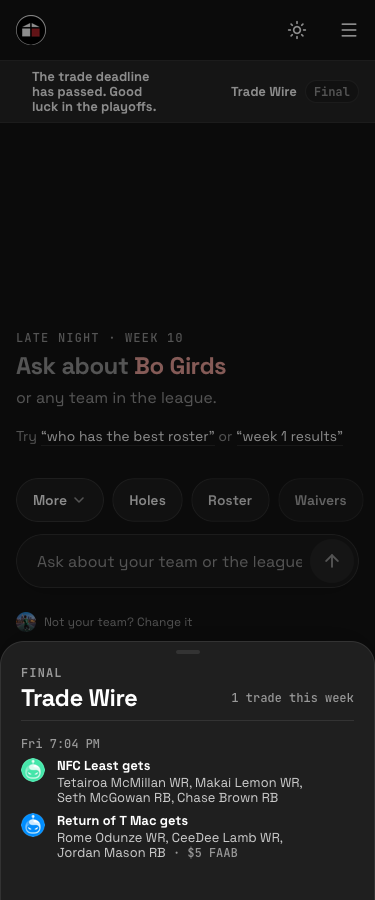 The trade deadline
has passed. Good
luck in the playoffs.
Trade Wire Final
LATE NIGHT · WEEK 10
Ask about Bo Girds
or any team in the league.
Try “who has the best roster” or “week 1 results”
More Holes Roster Waivers
Ask about your team or the league
Not your team? Change it
FINAL
Trade Wire 1 trade this week
Fri 7:04 PM
NFC Least gets
Tetairoa McMillan WR, Makai Lemon WR,
Seth McGowan RB, Chase Brown RB
Return of T Mac gets
Rome Odunze WR, CeeDee Lamb WR,
Jordan Mason RB · $5 FAAB